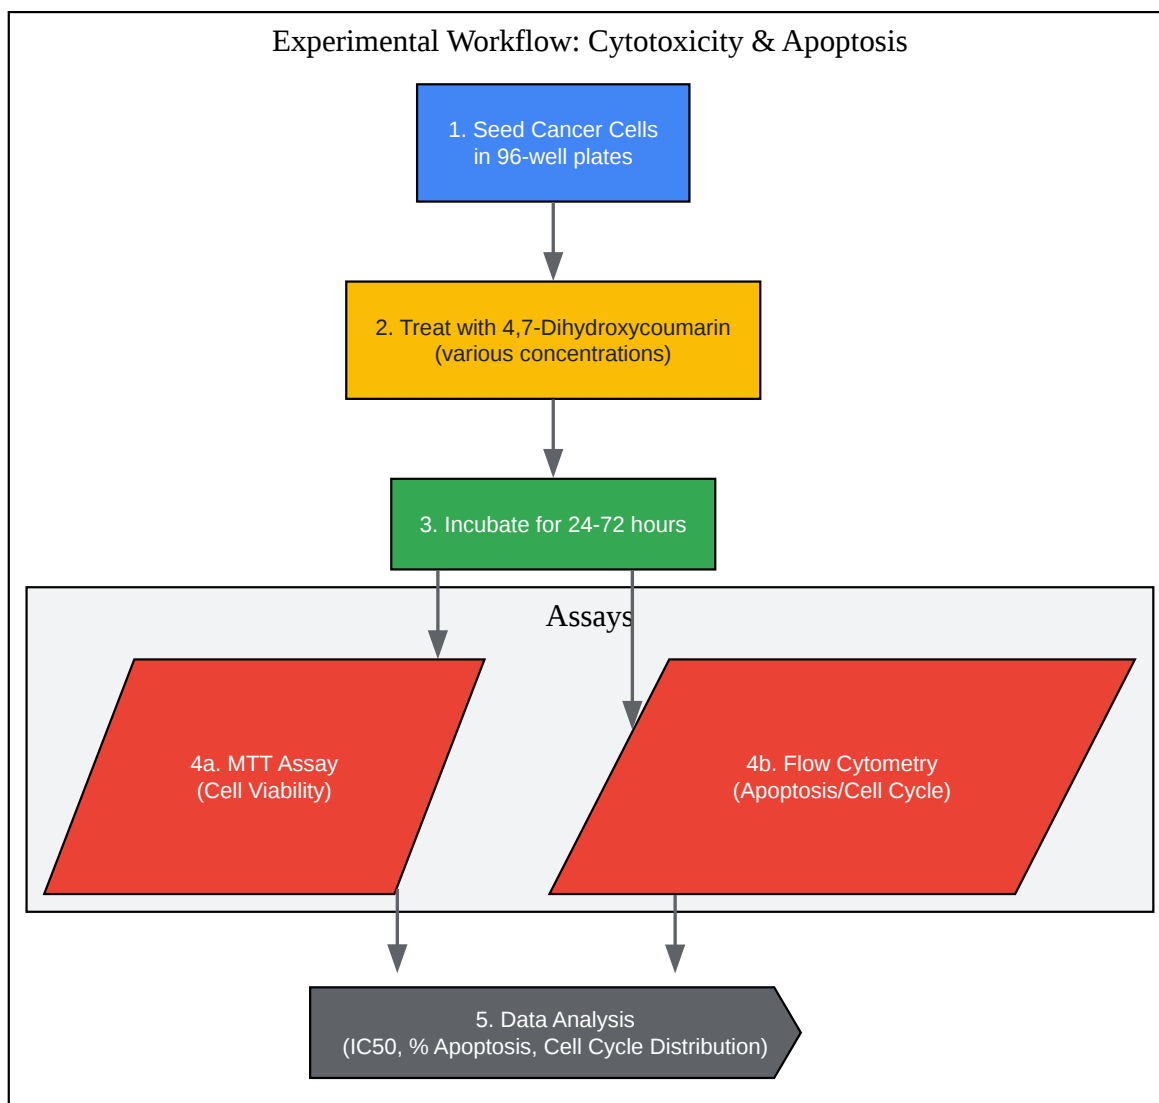 Experimental Workflow: Cytotoxicity & Apoptosis
1. Seed Cancer Cells
in 96-well plates
2. Treat with 4,7-Dihydroxycoumarin
(various concentrations)
3. Incubate for 24-72 hours
Assays
4a. MTT Assay
(Cell Viability)
4b. Flow Cytometry
(Apoptosis/Cell Cycle)
5. Data Analysis
(IC50, % Apoptosis, Cell Cycle Distribution)